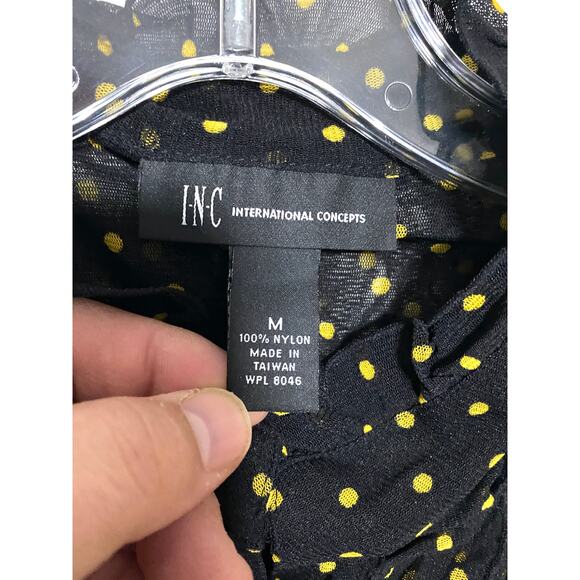 I·N·C INTERNATIONAL CONCEPTS
M
100% NYLON
MADE IN
TAIWAN
WPL 8046